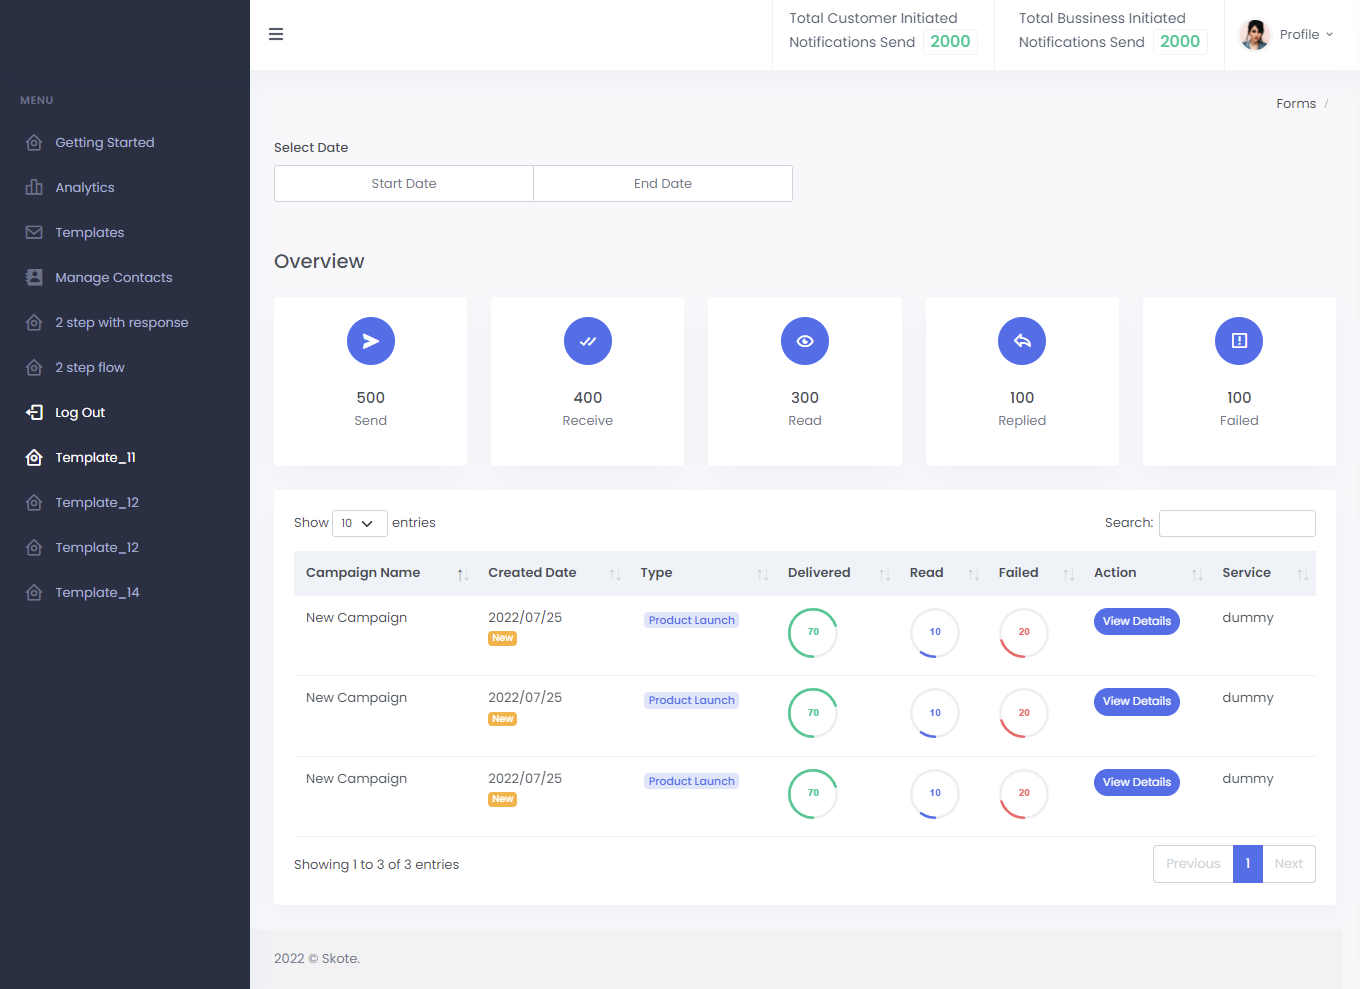 Total Customer Initiated
Notifications Send 2000
Total Bussiness Initiated
Notifications Send 2000
Profile
MENU
Getting Started
Analytics
Templates
Manage Contacts
2 step with response
2 step flow
Log Out
Template_11
Template_12
Template_12
Template_14
Forms /
Select Date
Start Date End Date
Overview
500
Send
400
Receive
300
Read
100
Replied
100
Failed
Show 10 entries
Search:
Campaign Name Created Date Type Delivered Read Failed Action Service
New Campaign 2022/07/25 Product Launch 70 10 20 View Details dummy
New
New Campaign 2022/07/25 Product Launch 70 10 20 View Details dummy
New
New Campaign 2022/07/25 Product Launch 70 10 20 View Details dummy
New
Showing 1 to 3 of 3 entries
Previous 1 Next
2022 © Skote.